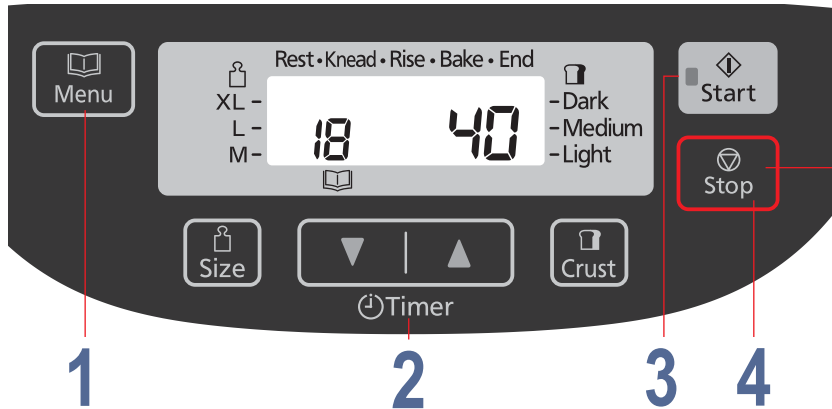 Menu
Rest•Knead•Rise•Bake•End
XL
L
M
18
40
Dark
Medium
Light
Start
Stop
Size
Crust
Timer
1
2
3
4